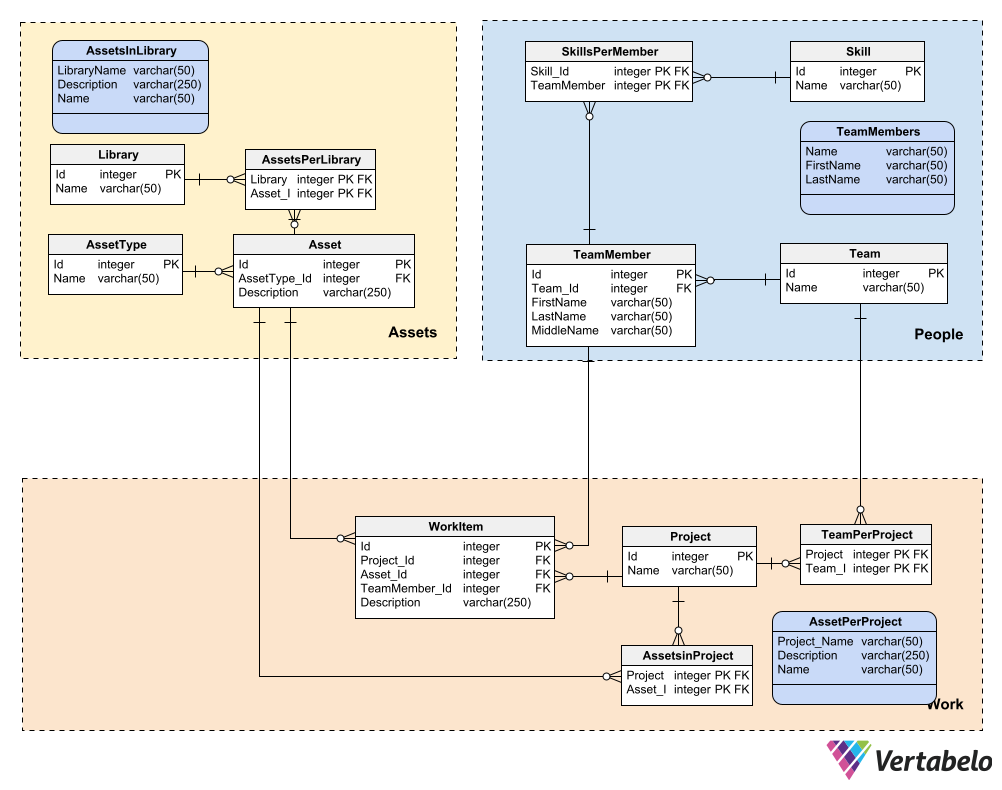 AssetsInLibrary
LibraryName varchar(50)
Description varchar(250)
Name varchar(50)
Library
Id integer PK
Name varchar(50)
AssetsPerLibrary
Library integer PK FK
Asset_I integer PK FK
AssetType
Id integer PK
Name varchar(50)
Asset
Id integer PK
AssetType_Id integer FK
Description varchar(250)
Assets
SkillsPerMember
Skill_Id integer PK FK
TeamMember integer PK FK
Skill
Id integer PK
Name varchar(50)
TeamMembers
Name varchar(50)
FirstName varchar(50)
LastName varchar(50)
TeamMember
Id integer PK
Team_Id integer FK
FirstName varchar(50)
LastName varchar(50)
MiddleName varchar(50)
Team
Id integer PK
Name varchar(50)
People
WorkItem
Id integer PK
Project_Id integer FK
Asset_Id integer FK
TeamMember_Id integer FK
Description varchar(250)
Project
Id integer PK
Name varchar(50)
TeamPerProject
Project integer PK FK
Team_I integer PK FK
AssetsinProject
Project integer PK FK
Asset_I integer PK FK
AssetPerProject
Project_Name varchar(50)
Description varchar(250)
Name varchar(50)
Work
Vertabelo